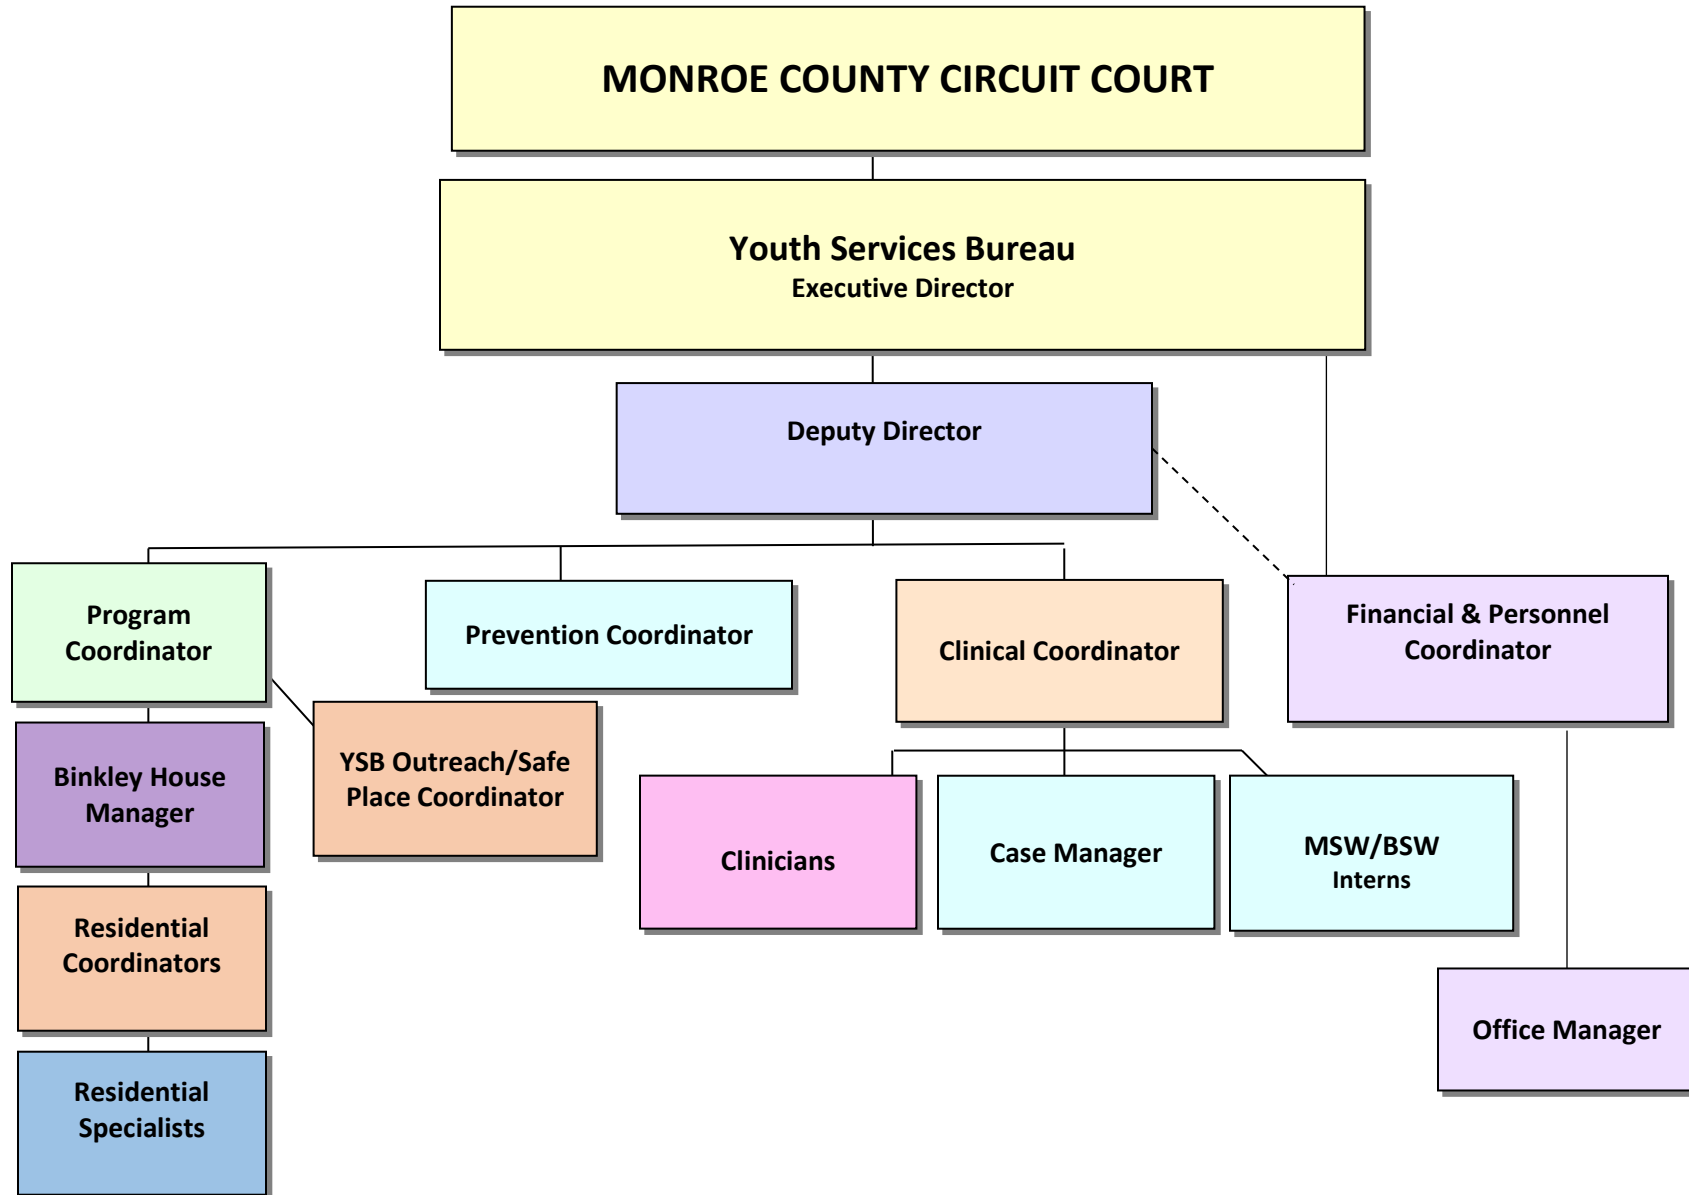 MONROE COUNTY CIRCUIT COURT
Youth Services Bureau
Executive Director
Deputy Director
Program
Coordinator
Prevention Coordinator
Clinical Coordinator
Financial & Personnel
Coordinator
Binkley House
Manager
YSB Outreach/Safe
Place Coordinator
Clinicians
Case Manager
MSW/BSW
Interns
Residential
Coordinators
Office Manager
Residential
Specialists